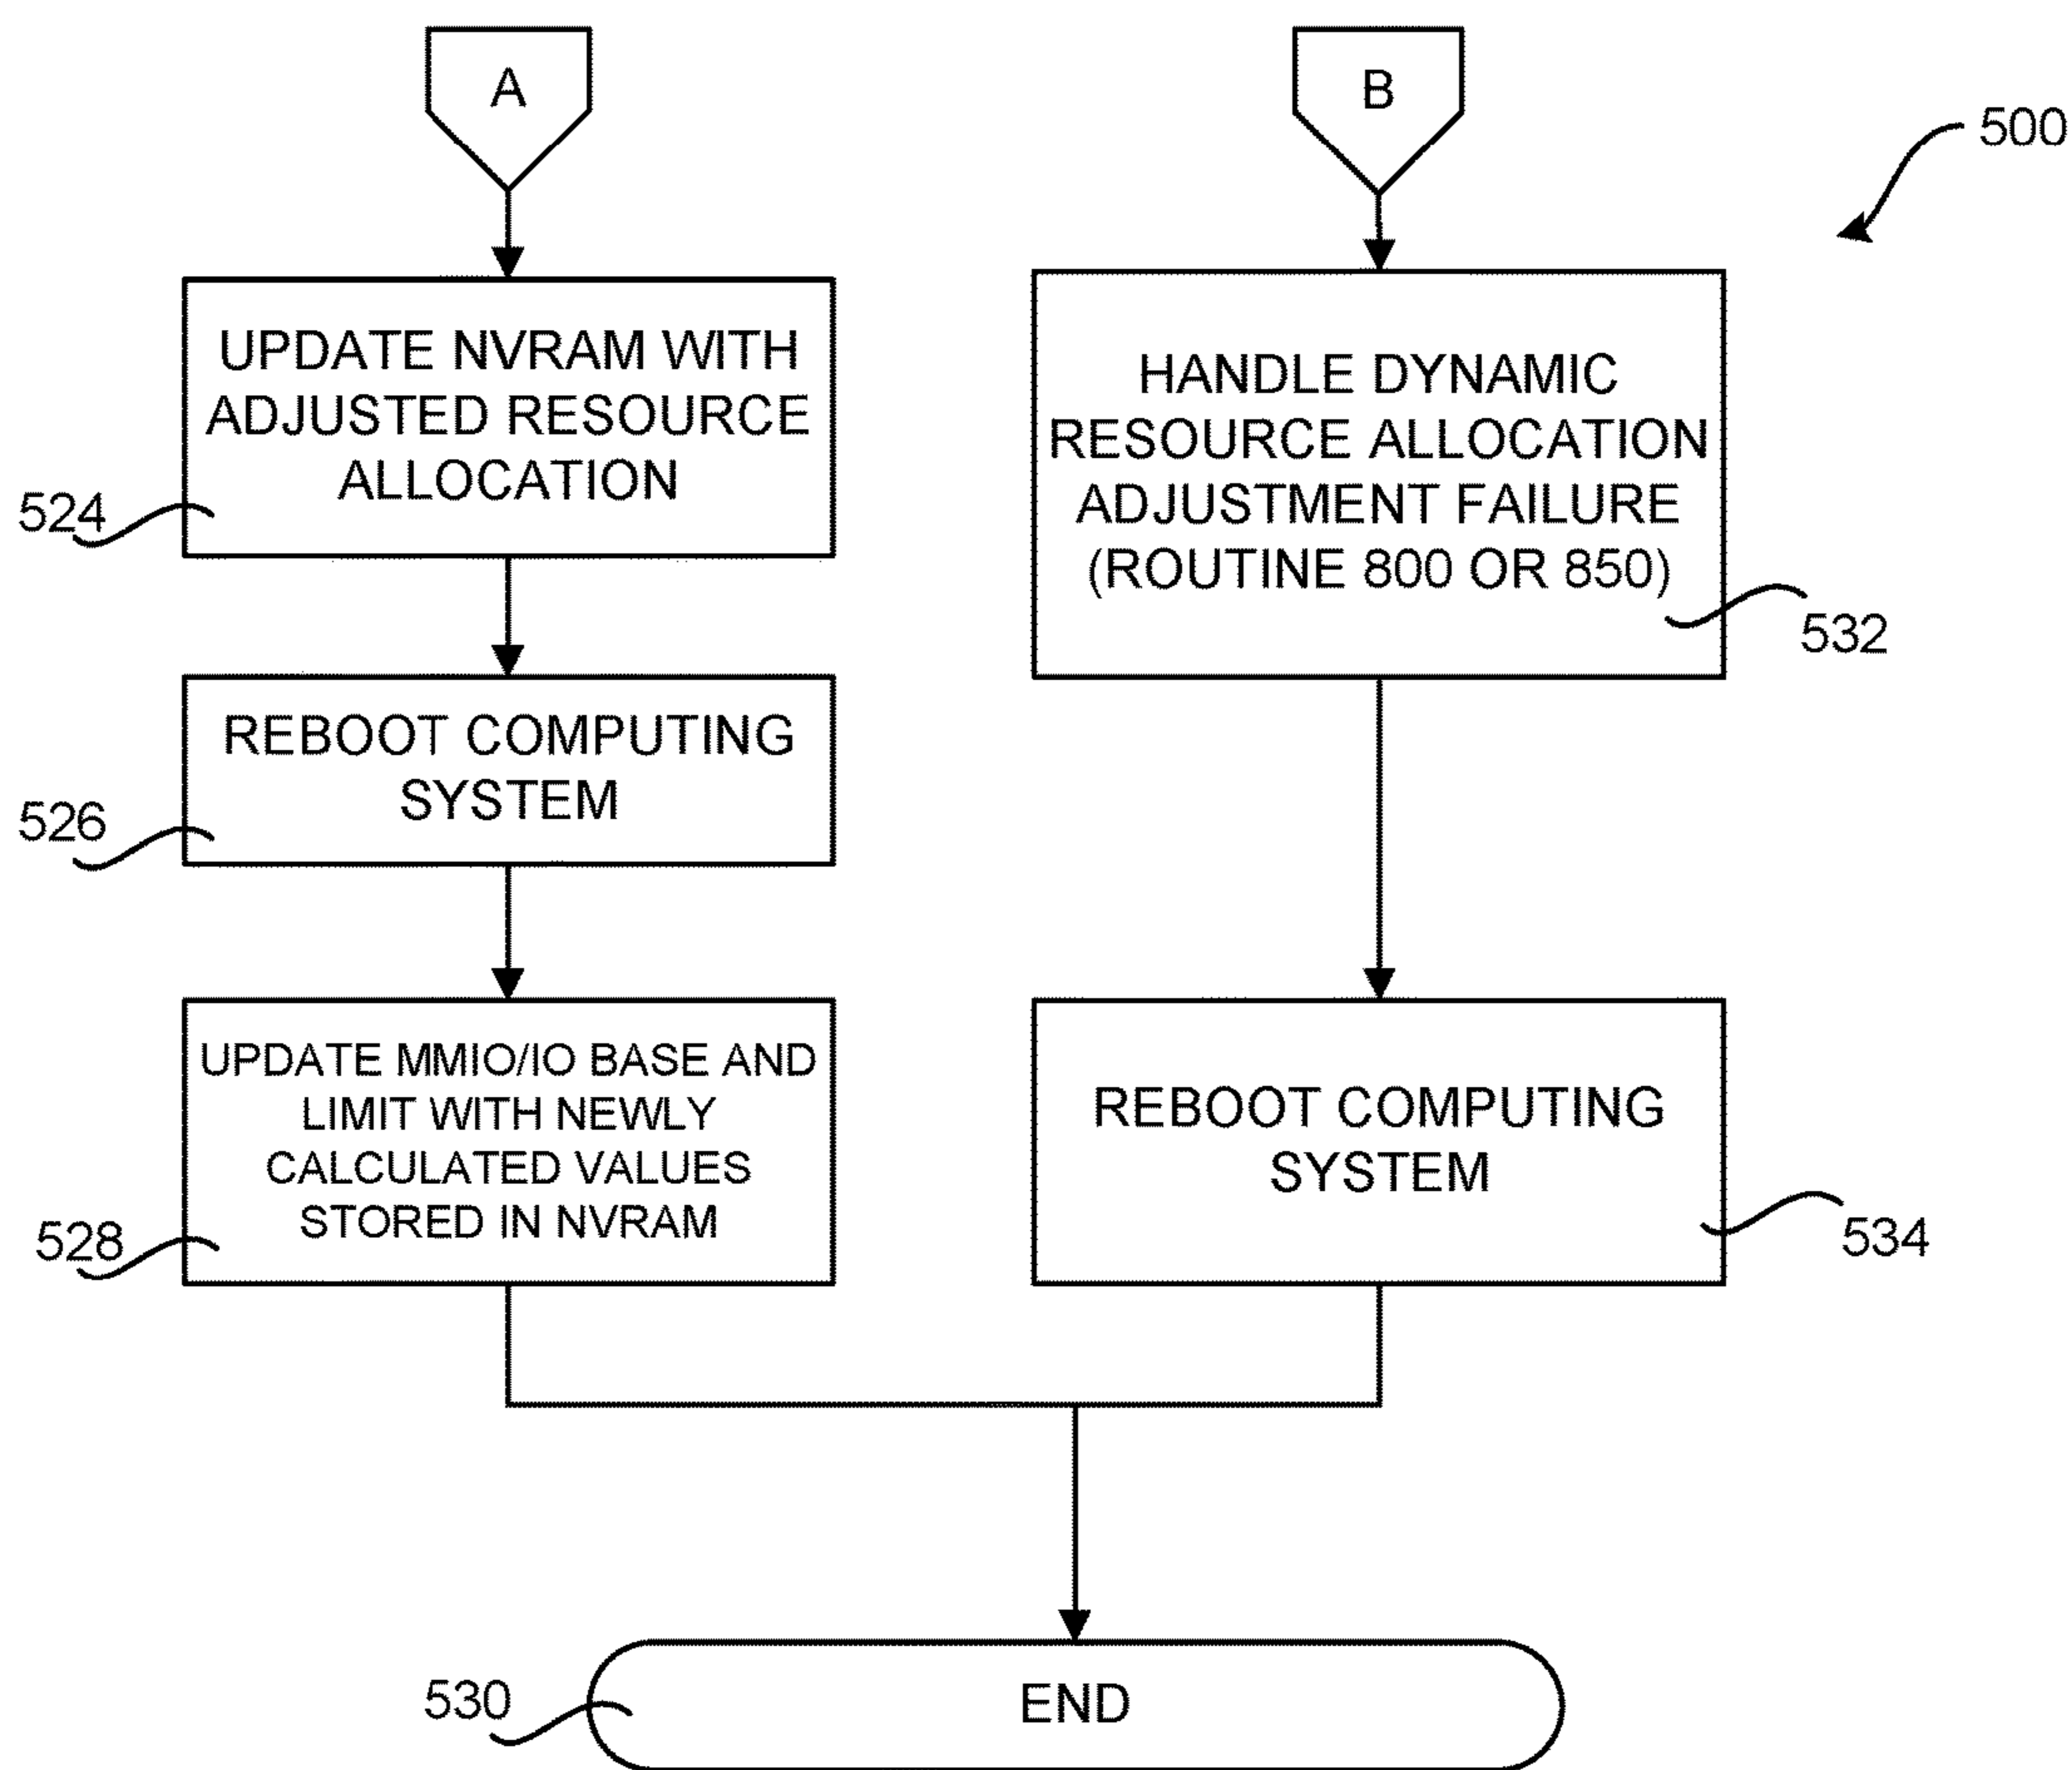 A
B
500
UPDATE NVRAM WITH
ADJUSTED RESOURCE
ALLOCATION
524
HANDLE DYNAMIC
RESOURCE ALLOCATION
ADJUSTMENT FAILURE
(ROUTINE 800 OR 850)
532
REBOOT COMPUTING
SYSTEM
526
UPDATE MMIO/IO BASE AND
LIMIT WITH NEWLY
CALCULATED VALUES
STORED IN NVRAM
528
REBOOT COMPUTING
SYSTEM
534
530
END